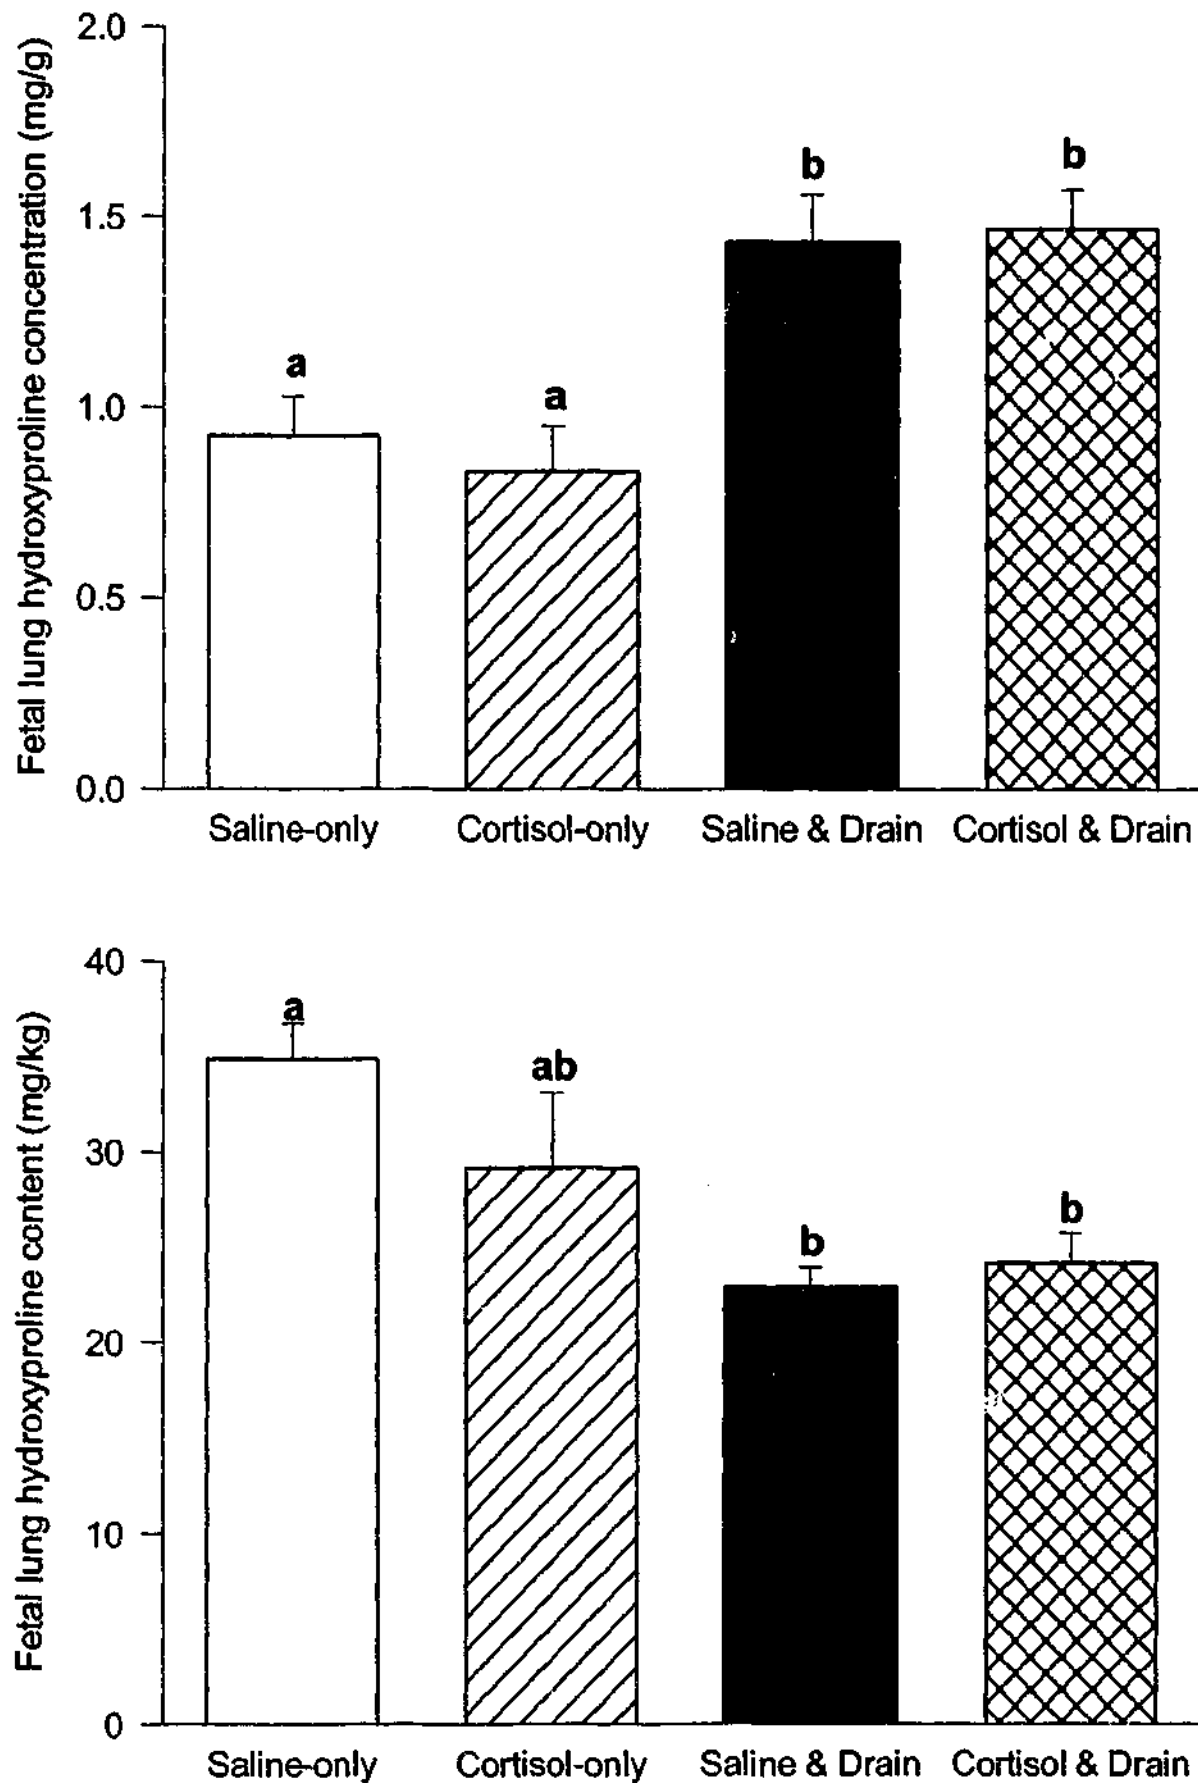 Fetal lung hydroxyproline concentration (mg/g)
2.0
1.5
1.0
0.5
0.0
a
a
b
b
Saline-only Cortisol-only Saline & Drain Cortisol & Drain
Fetal lung hydroxyproline content (mg/kg)
40
30
20
10
0
a
ab
b
b
Saline-only Cortisol-only Saline & Drain Cortisol & Drain